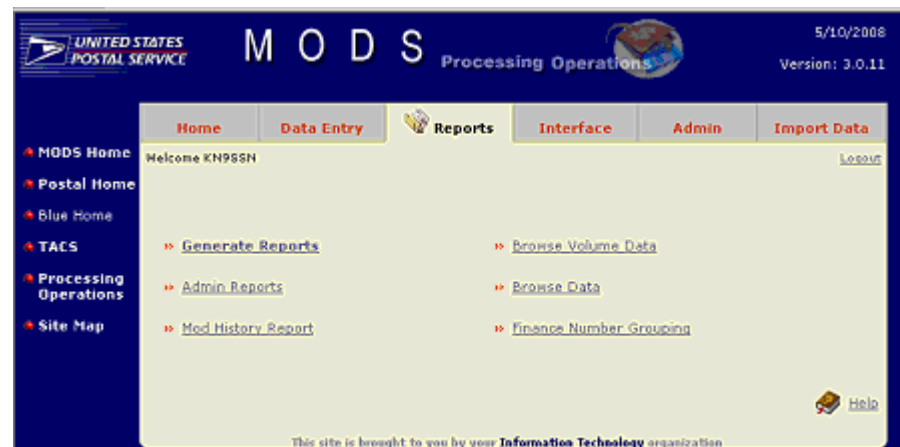 UNITED STATES
POSTAL SERVICE
MODS Processing Operations
5/10/2008
Version: 3.0.11
Home Data Entry Reports Interface Admin Import Data
MODS Home
Postal Home
Blue Home
TACS
Processing
Operations
Site Map
Welcome KN9SSN
Logout
Generate Reports
Browse Volume Data
Admin Reports
Browse Data
Mod History Report
Finance Number Grouping
Help
This site is brought to you by your Information Technology organization